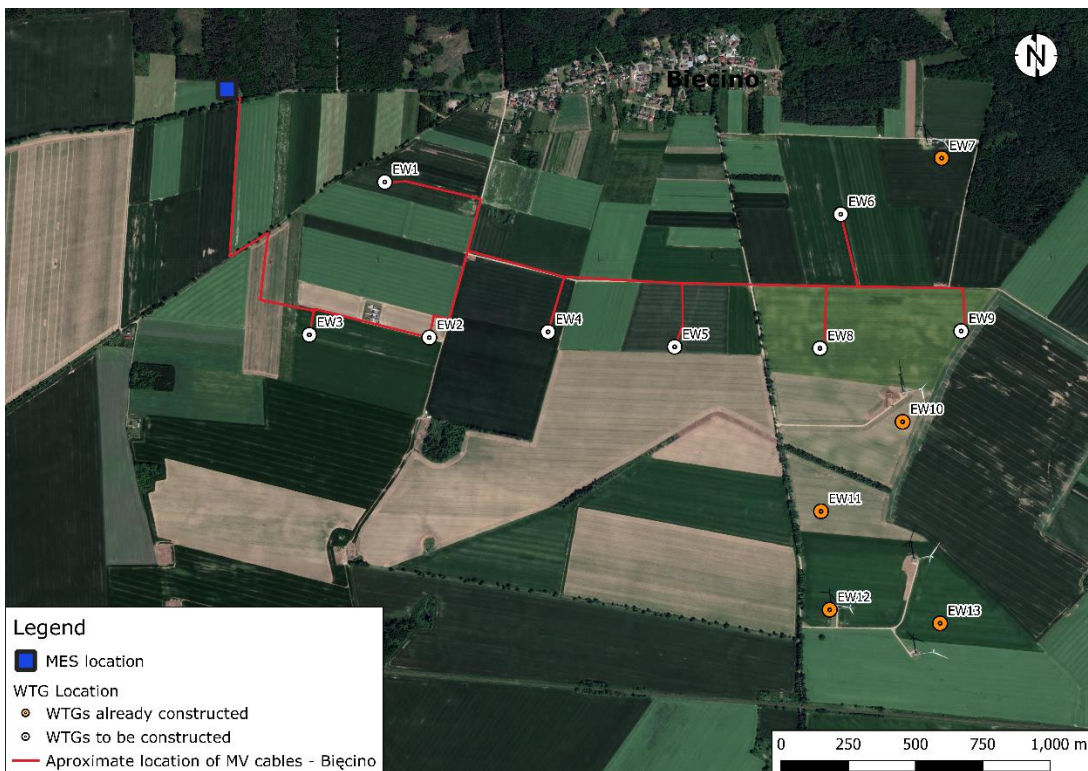 Bięcino
N
EW7
EW1
EW6
EW3
EW2
EW4
EW5
EW8
EW9
EW10
EW11
EW12
EW13
Legend
MES location
WTG Location
WTGs already constructed
WTGs to be constructed
Aproximate location of MV cables - Bięcino
0 250 500 750 1,000 m